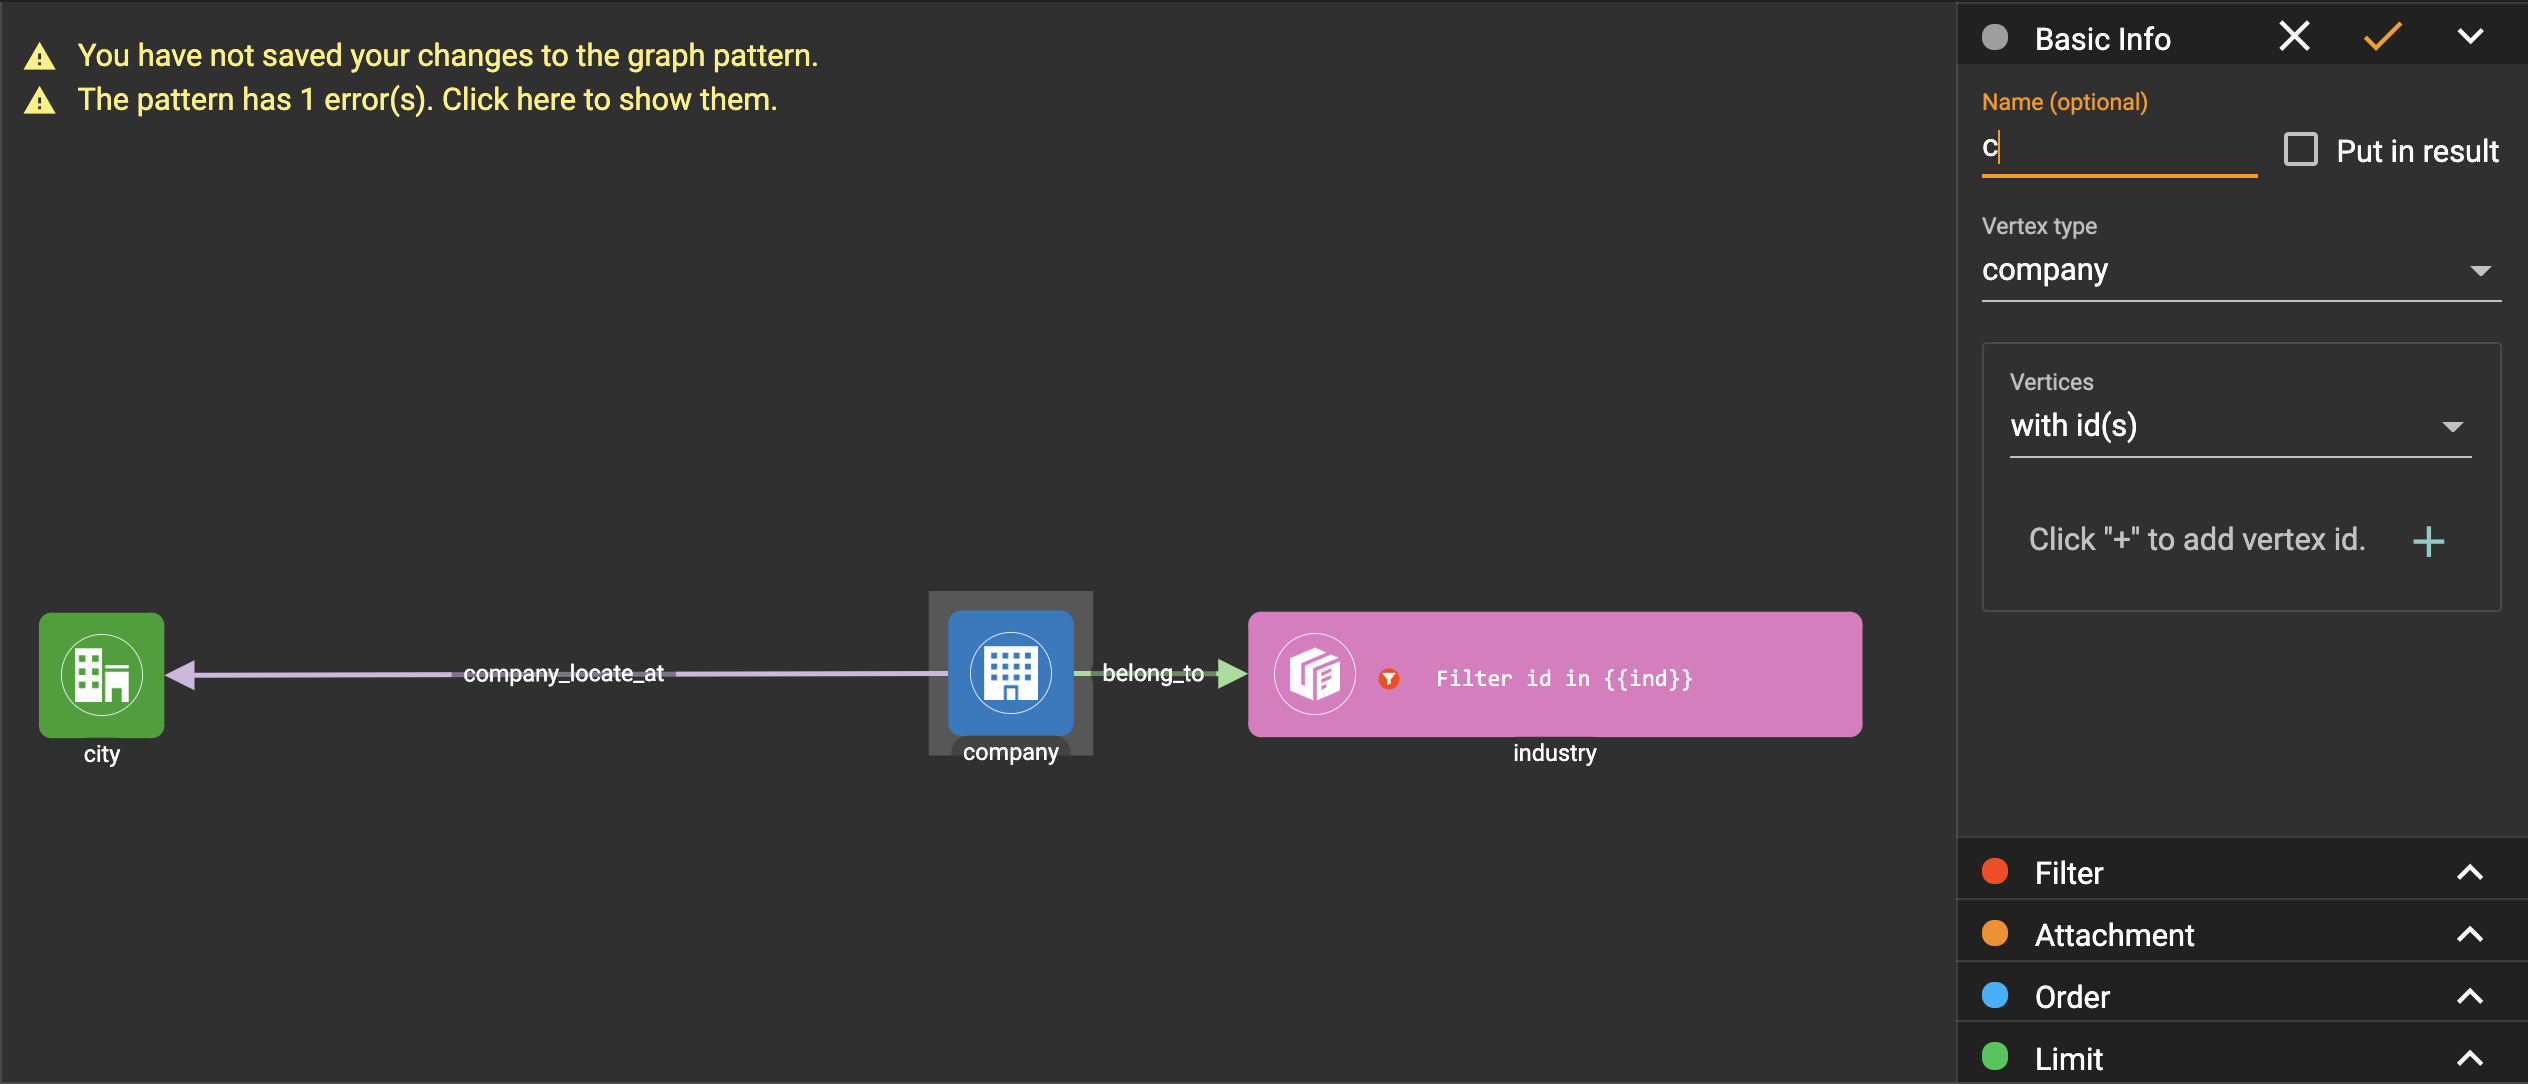 You have not saved your changes to the graph pattern.
The pattern has 1 error(s). Click here to show them.
company_locate_at
belong_to
Filter id in {{ind}}
city
company
industry
Basic Info
Name (optional)
c
Put in result
Vertex type
company
Vertices
with id(s)
Click "+" to add vertex id.
Filter
Attachment
Order
Limit